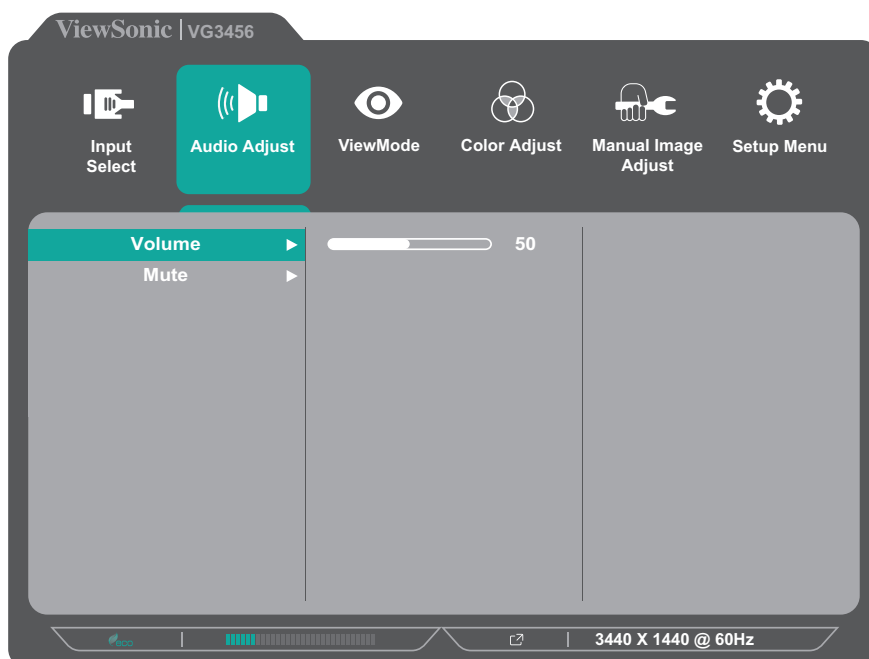 ViewSonic | VG3456
Input
Select
Audio Adjust
ViewMode
Color Adjust
Manual Image
Adjust
Setup Menu
Volume
50
Mute
eco
3440 X 1440 @ 60Hz